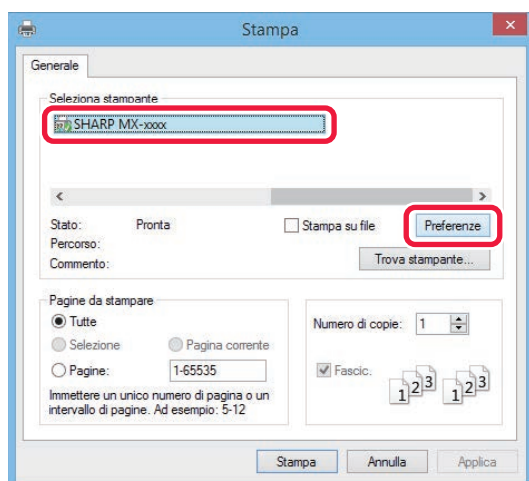 Stampa
Generale
Seleziona stampante
SHARP MX-xxxx
Stato: Pronta
Stampa su file
Preferenze
Percorso:
Commento:
Trova stampante...
Pagine da stampare
Tutte
Selezione
Pagina corrente
Pagine: 1-65535
Immettere un unico numero di pagina o un
intervallo di pagine. Ad esempio: 5-12
Numero di copie: 1
Fascic.
1 2 3 1 2 3
Stampa
Annulla
Applica